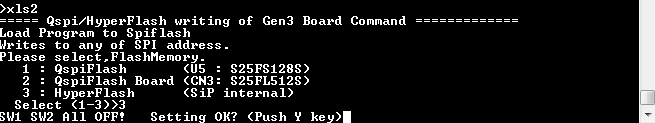 >xls2
===== Qspi/HyperFlash writing of Gen3 Board Command =============
Load Program to Spiflash
Writes to any of SPI address.
Please select,FlashMemory.
   1 : QspiFlash       (U5 : S25FS128S)
   2 : QspiFlash Board (CN3: S25FL512S)
   3 : HyperFlash      (SiP internal)
  Select (1-3)>3
SW1 SW2 All OFF!   Setting OK? (Push Y key)